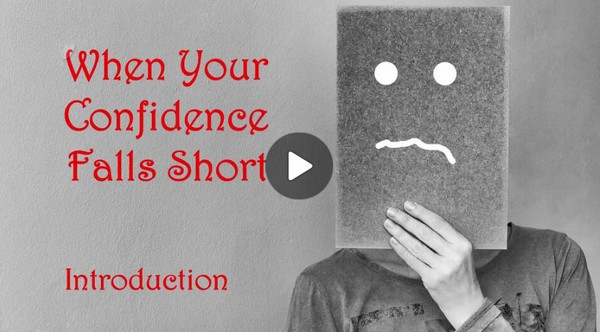 When Your
Confidence
Falls Short
Introduction